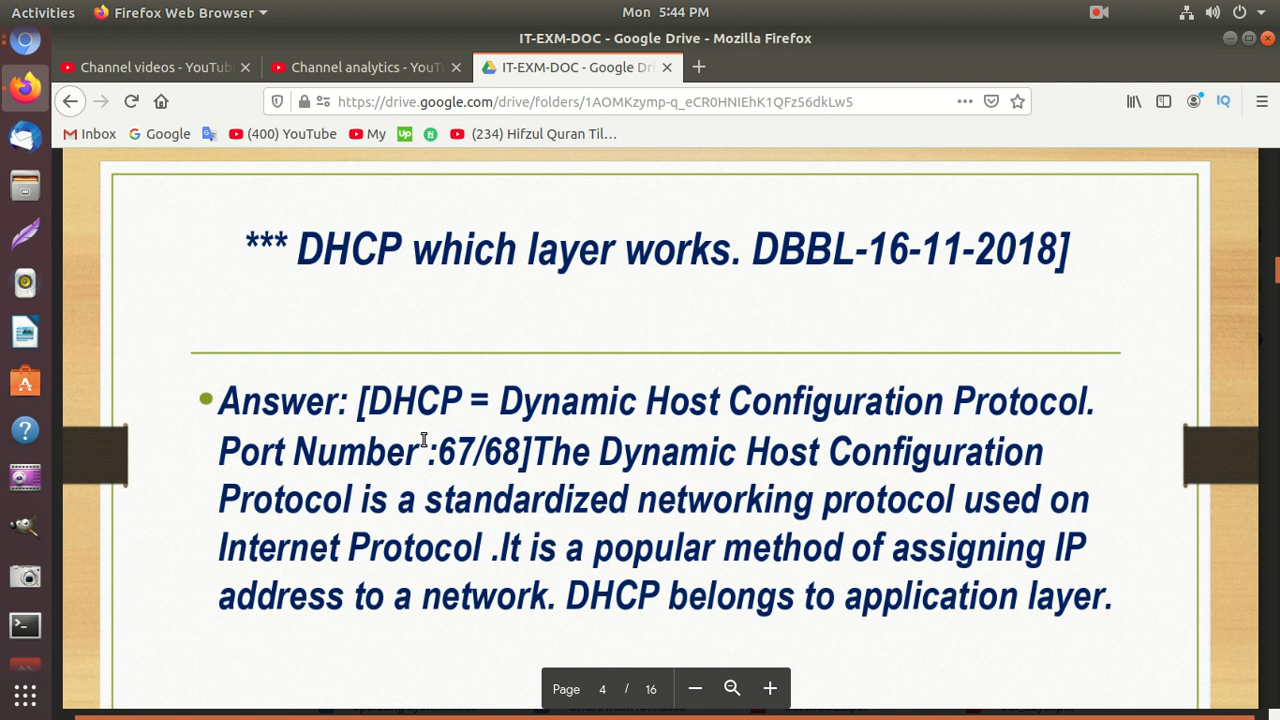 Activities Firefox Web Browser Mon 5:44 PM
IT-EXM-DOC - Google Drive - Mozilla Firefox
Channel videos - YouTub Channel analytics - YouT IT-EXM-DOC - Google Dri
https://drive.google.com/drive/folders/1AOMKzymp-q_eCR0HNIEhK1QFz56dkLw5 IQ
Inbox Google (400) YouTube My Up fi (234) Hifzul Quran Til...
*** DHCP which layer works. DBBL-16-11-2018]
Answer: [DHCP = Dynamic Host Configuration Protocol.
Port Number :67/68]The Dynamic Host Configuration
Protocol is a standardized networking protocol used on
Internet Protocol .It is a popular method of assigning IP
address to a network. DHCP belongs to application layer.
Page 4 / 16